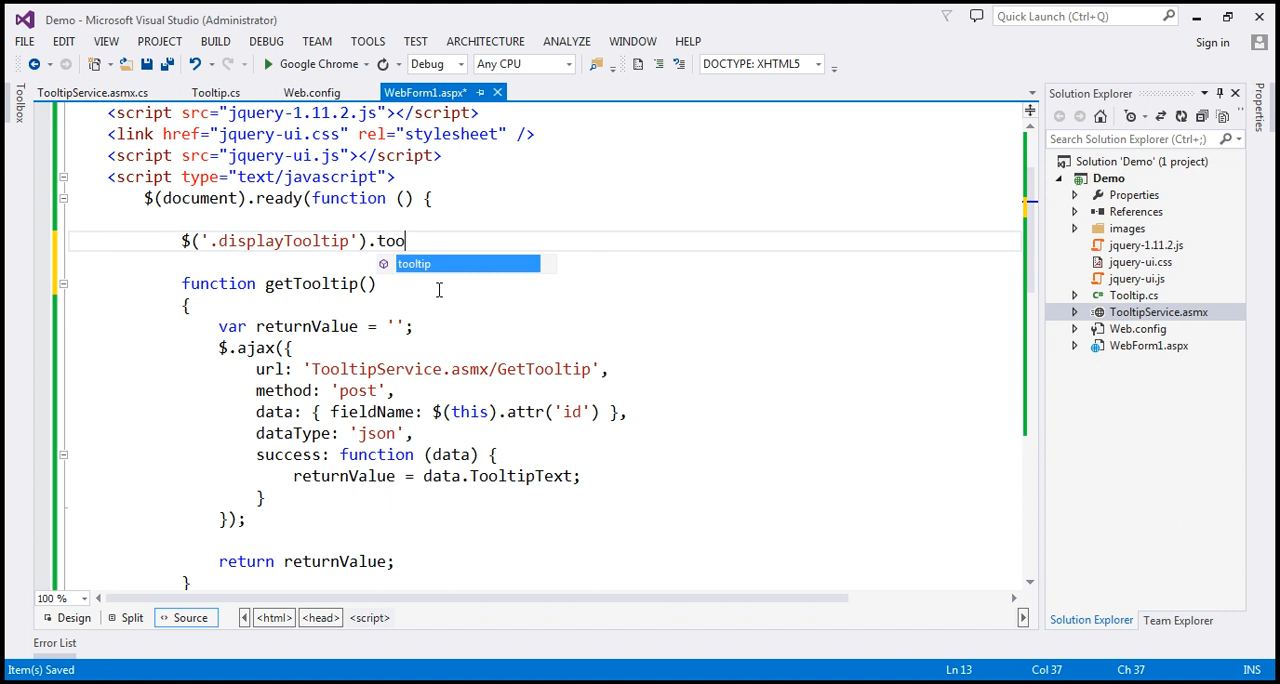 Demo - Microsoft Visual Studio (Administrator)
Quick Launch (Ctrl+Q)
FILE EDIT VIEW PROJECT BUILD DEBUG TEAM TOOLS TEST ARCHITECTURE ANALYZE WINDOW HELP
Sign in
Google Chrome Debug Any CPU DOCTYPE: XHTML5
Toolbox
TooltipService.asmx.cs Tooltip.cs Web.config WebForm1.aspx*
<script src="jquery-1.11.2.js"></script>
<link href="jquery-ui.css" rel="stylesheet" />
<script src="jquery-ui.js"></script>
<script type="text/javascript">
$(document).ready(function () {
$('.displayTooltip').too
tooltip
function getTooltip()
{
var returnValue = '';
$.ajax({
url: 'TooltipService.asmx/GetTooltip',
method: 'post',
data: { fieldName: $(this).attr('id') },
dataType: 'json',
success: function (data) {
returnValue = data.TooltipText;
}
});
return returnValue;
}
100 %
Design Split Source <html> <head> <script>
Error List
Solution Explorer
Search Solution Explorer (Ctrl+;)
Solution 'Demo' (1 project)
Demo
Properties
References
images
jquery-1.11.2.js
jquery-ui.css
jquery-ui.js
Tooltip.cs
TooltipService.asmx
Web.config
WebForm1.aspx
Solution Explorer Team Explorer
Properties
Item(s) Saved Ln 13 Col 37 Ch 37 INS